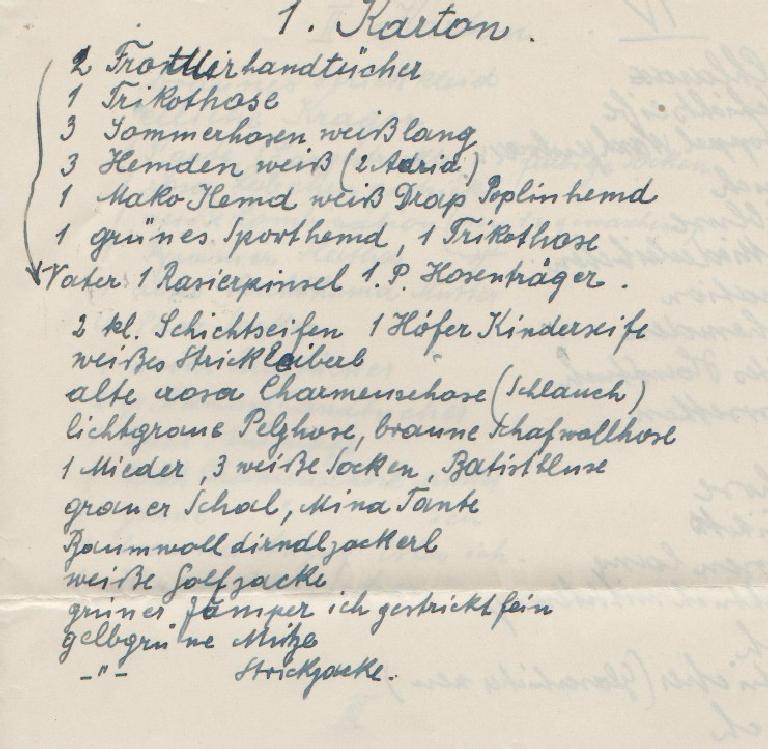 1. Karton.
2 Frottierhandtücher
1 Trikothose
3 Sommerhosen weiß lang
3 Hemden weiß (2 Adria.)
1 Mako Hemd weiß Drap Poplinhemd
1 grünes Sporthemd, 1 Trikothose
Vater 1 Rasierpinsel 1. P. Hosenträger.
2 kl. Schichtseifen 1 Hofer Kinderseife
weißes Strickleiberl
alte rosa Charmeusehose (Schlauch)
lichtgraue Pelzhose, braune Schafwollhose
1 Mieder, 3 weiße Socken, Batistbluse
grauer Schal, Mina Tante
Baumwolldirndljackerl
weiße Golfjacke
grüner Jumper ich gestrickt fein
gelbgrüne Mütze
-"- Strickjacke.